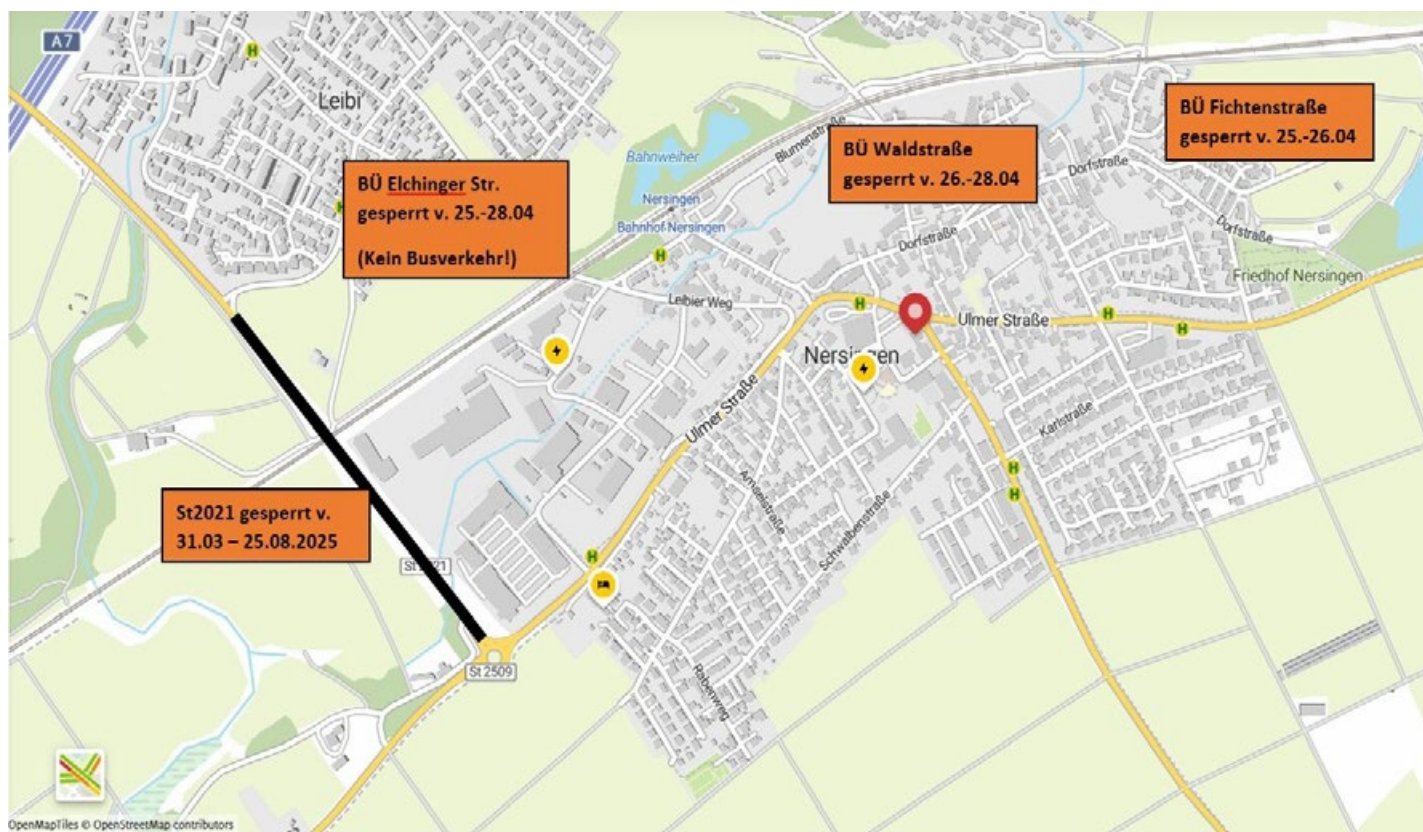 A7
H
Leibi
BÜ Fichtenstraße
gesperrt v. 25.-26.04
BÜ Waldstraße
gesperrt v. 26.-28.04
Blumenstraße
Bahnweiher
Dorfstraße
BÜ Elchinger Str.
gesperrt v. 25.-28.04
(Kein Busverkehr!)
H
Nersingen
Bahnhof Nersingen
H
Dorfstraße
Dorfstraße
Friedhof Nersingen
Leibier Weg
H
Ulmer Straße
H
H
Nersingen
Ulmer Straße
Karlstraße
H
H
Amselstraße
Schwalbenstraße
St2021 gesperrt v.
31.03 – 25.08.2025
St 2021
H
St 2509
Rabenweg
OpenMapTiles © OpenStreetMap contributors